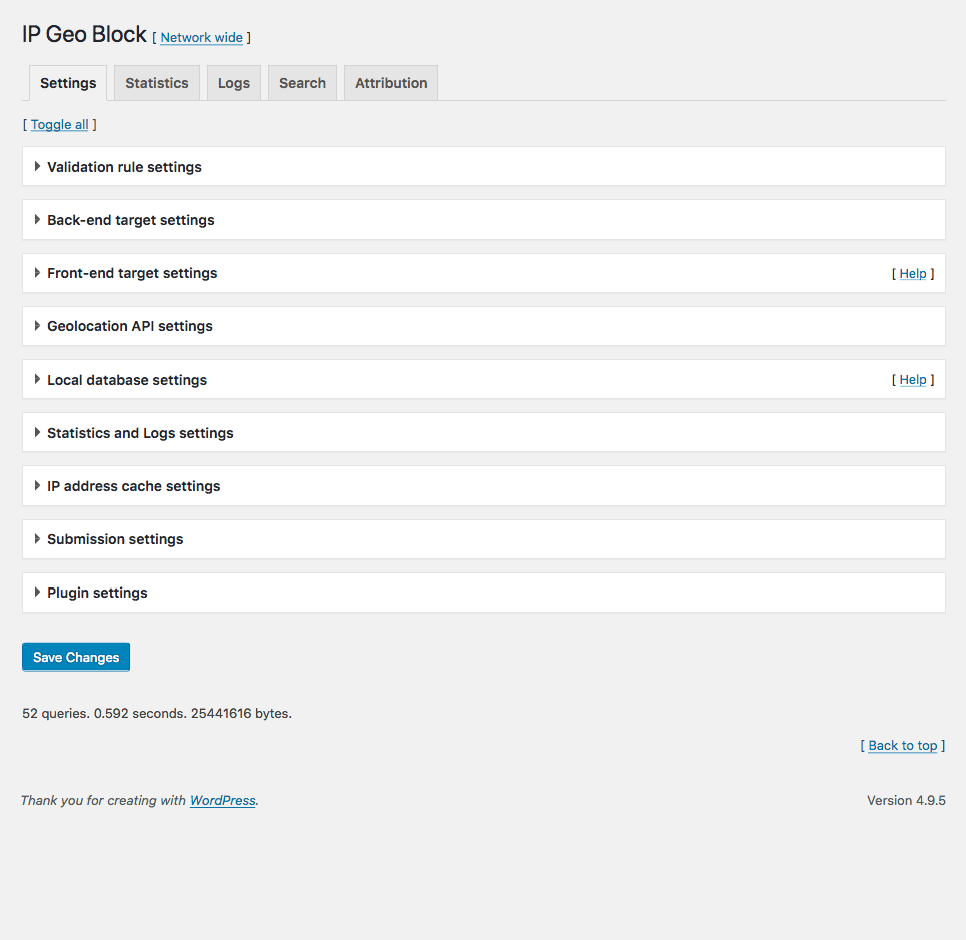 IP Geo Block [ Network wide ]
Settings Statistics Logs Search Attribution
[ Toggle all ]
Validation rule settings
Back-end target settings
Front-end target settings [ Help ]
Geolocation API settings
Local database settings [ Help ]
Statistics and Logs settings
IP address cache settings
Submission settings
Plugin settings
Save Changes
52 queries. 0.592 seconds. 25441616 bytes.
[ Back to top ]
Thank you for creating with WordPress. Version 4.9.5